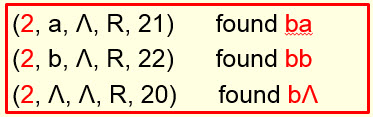 (2, a, Λ, R, 21) found ba
(2, b, Λ, R, 22) found bb
(2, Λ, Λ, R, 20) found bΛ